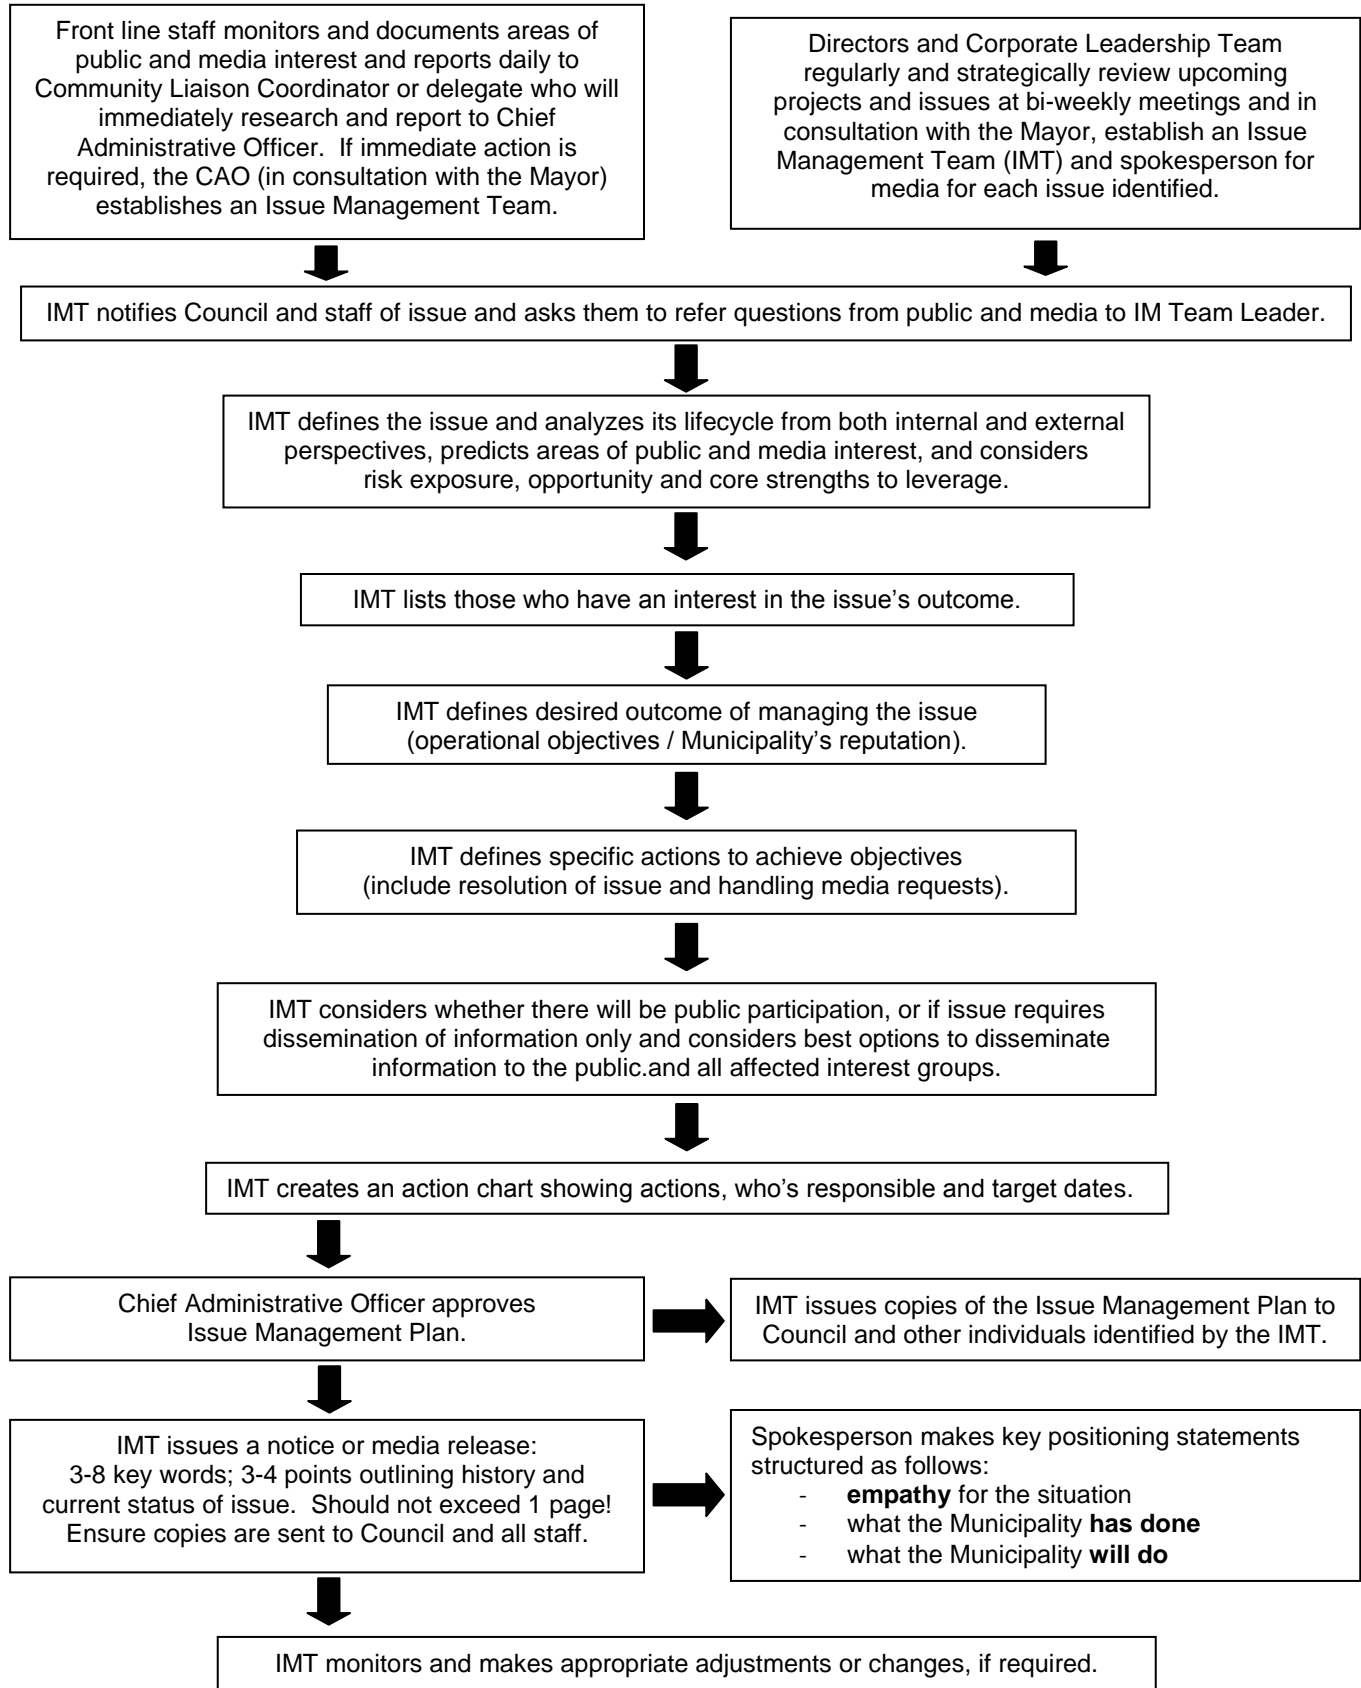 Front line staff monitors and documents areas of
public and media interest and reports daily to
Community Liaison Coordinator or delegate who will
immediately research and report to Chief
Administrative Officer.  If immediate action is
required, the CAO (in consultation with the Mayor)
establishes an Issue Management Team.
Directors and Corporate Leadership Team
regularly and strategically review upcoming
projects and issues at bi-weekly meetings and in
consultation with the Mayor, establish an Issue
Management Team (IMT) and spokesperson for
media for each issue identified.
IMT notifies Council and staff of issue and asks them to refer questions from public and media to IM Team Leader.
IMT defines the issue and analyzes its lifecycle from both internal and external
perspectives, predicts areas of public and media interest, and considers
risk exposure, opportunity and core strengths to leverage.
IMT lists those who have an interest in the issue’s outcome.
IMT defines desired outcome of managing the issue
(operational objectives / Municipality’s reputation).
IMT defines specific actions to achieve objectives
(include resolution of issue and handling media requests).
IMT considers whether there will be public participation, or if issue requires
dissemination of information only and considers best options to disseminate
information to the public.and all affected interest groups.
IMT creates an action chart showing actions, who’s responsible and target dates.
Chief Administrative Officer approves
Issue Management Plan.
IMT issues copies of the Issue Management Plan to
Council and other individuals identified by the IMT.
IMT issues a notice or media release:
3-8 key words; 3-4 points outlining history and
current status of issue.  Should not exceed 1 page!
Ensure copies are sent to Council and all staff.
Spokesperson makes key positioning statements
structured as follows:
- empathy for the situation
- what the Municipality has done
- what the Municipality will do
IMT monitors and makes appropriate adjustments or changes, if required.